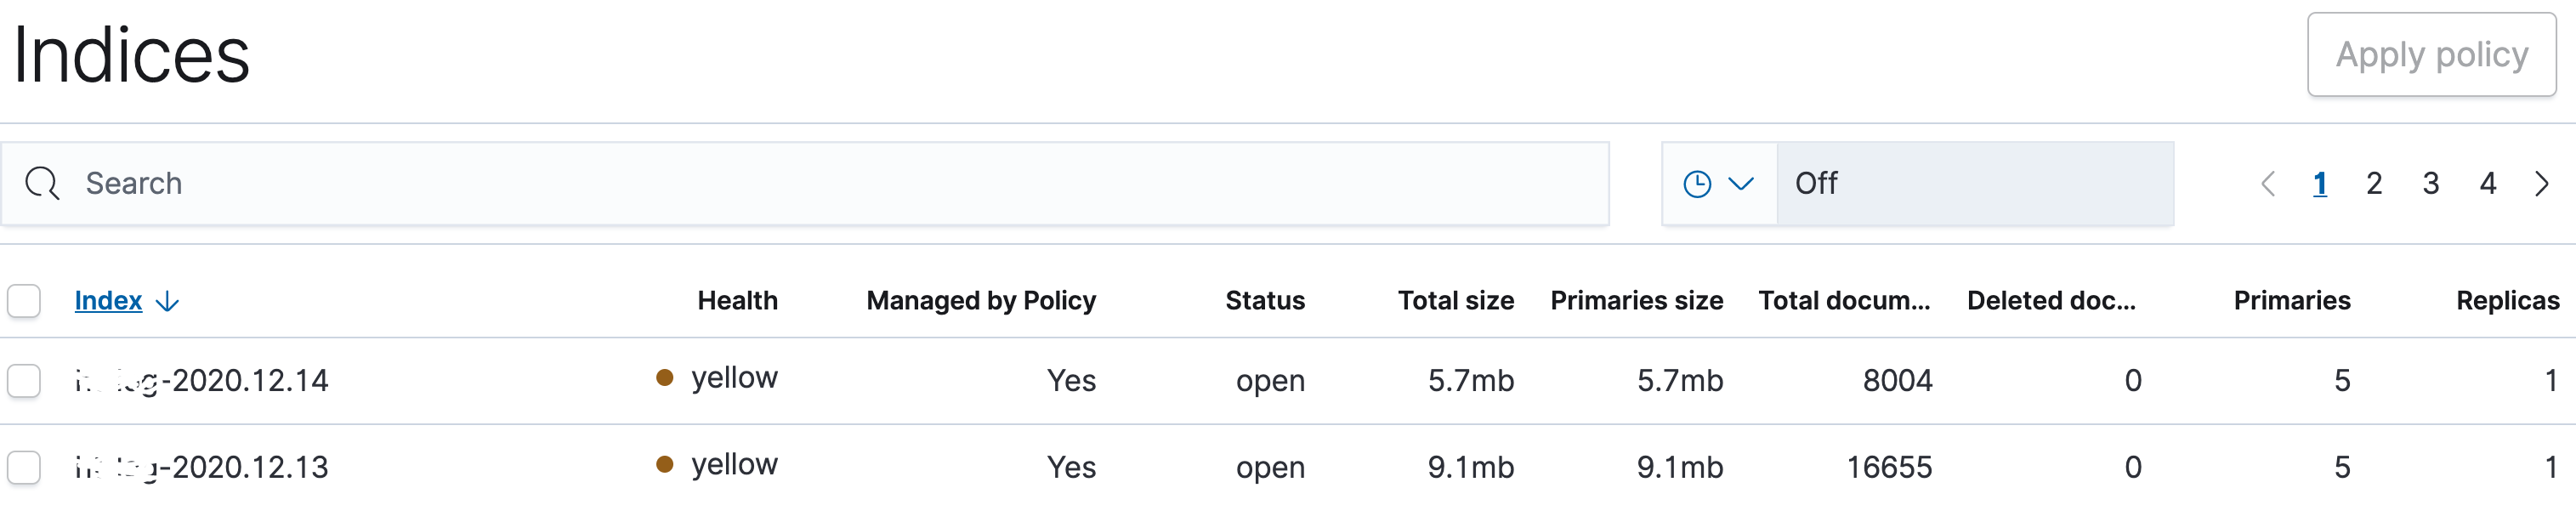 Indices
Apply policy
Search
Off
1 2 3 4
Index Health Managed by Policy Status Total size Primaries size Total docum... Deleted doc... Primaries Replicas
-2020.12.14 yellow Yes open 5.7mb 5.7mb 8004 0 5 1
-2020.12.13 yellow Yes open 9.1mb 9.1mb 16655 0 5 1